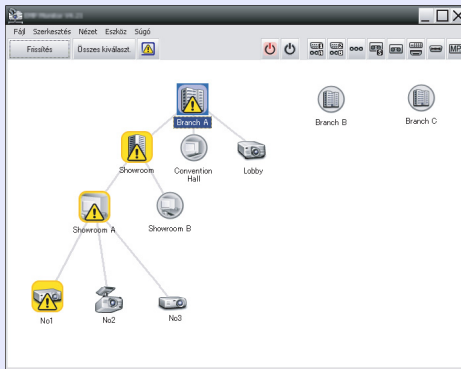 Fájl Szerkesztés Nézet Eszköz Súgó
Frissítés Összes kiválaszt. MP
Branch A
Branch B
Branch C
Showroom
Convention
Hall
Lobby
Showroom A
Showroom B
No1
No2
No3